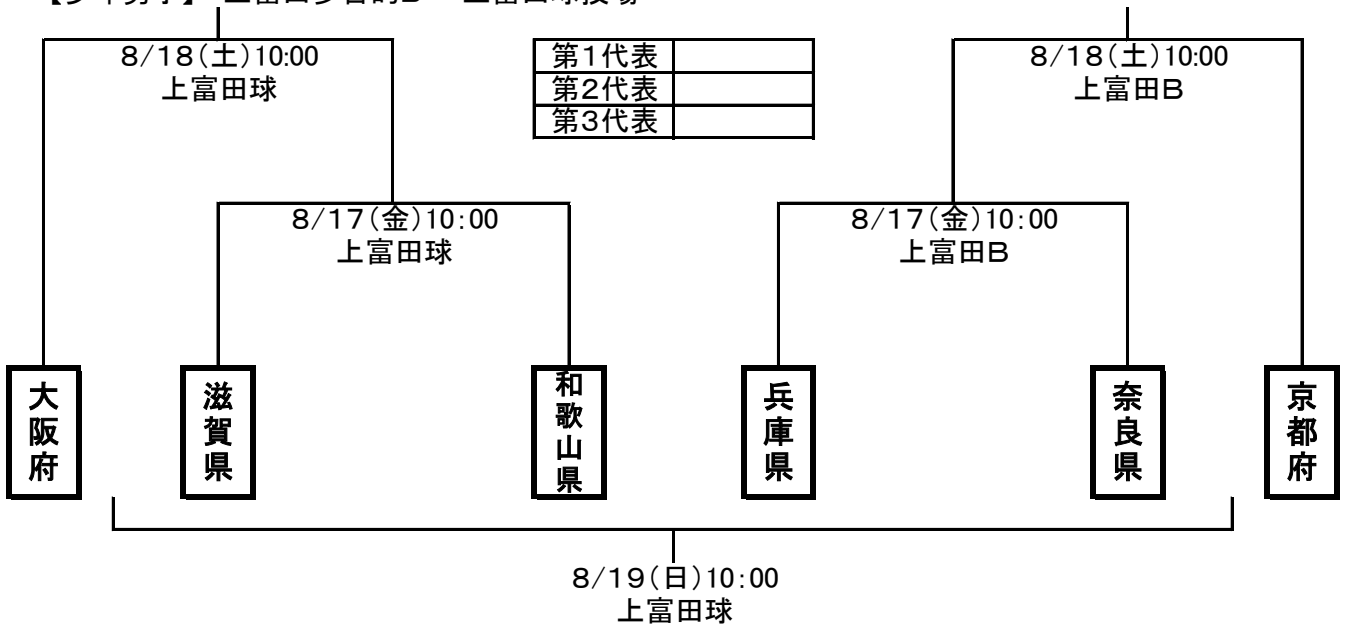 8/18(土)10:00
上富田球
第1代表
第2代表
第3代表
8/18(土)10:00
上富田B
8/17(金)10:00
上富田球
8/17(金)10:00
上富田B
大阪府
滋賀県
和歌山県
兵庫県
奈良県
京都府
8/19(日)10:00
上富田球